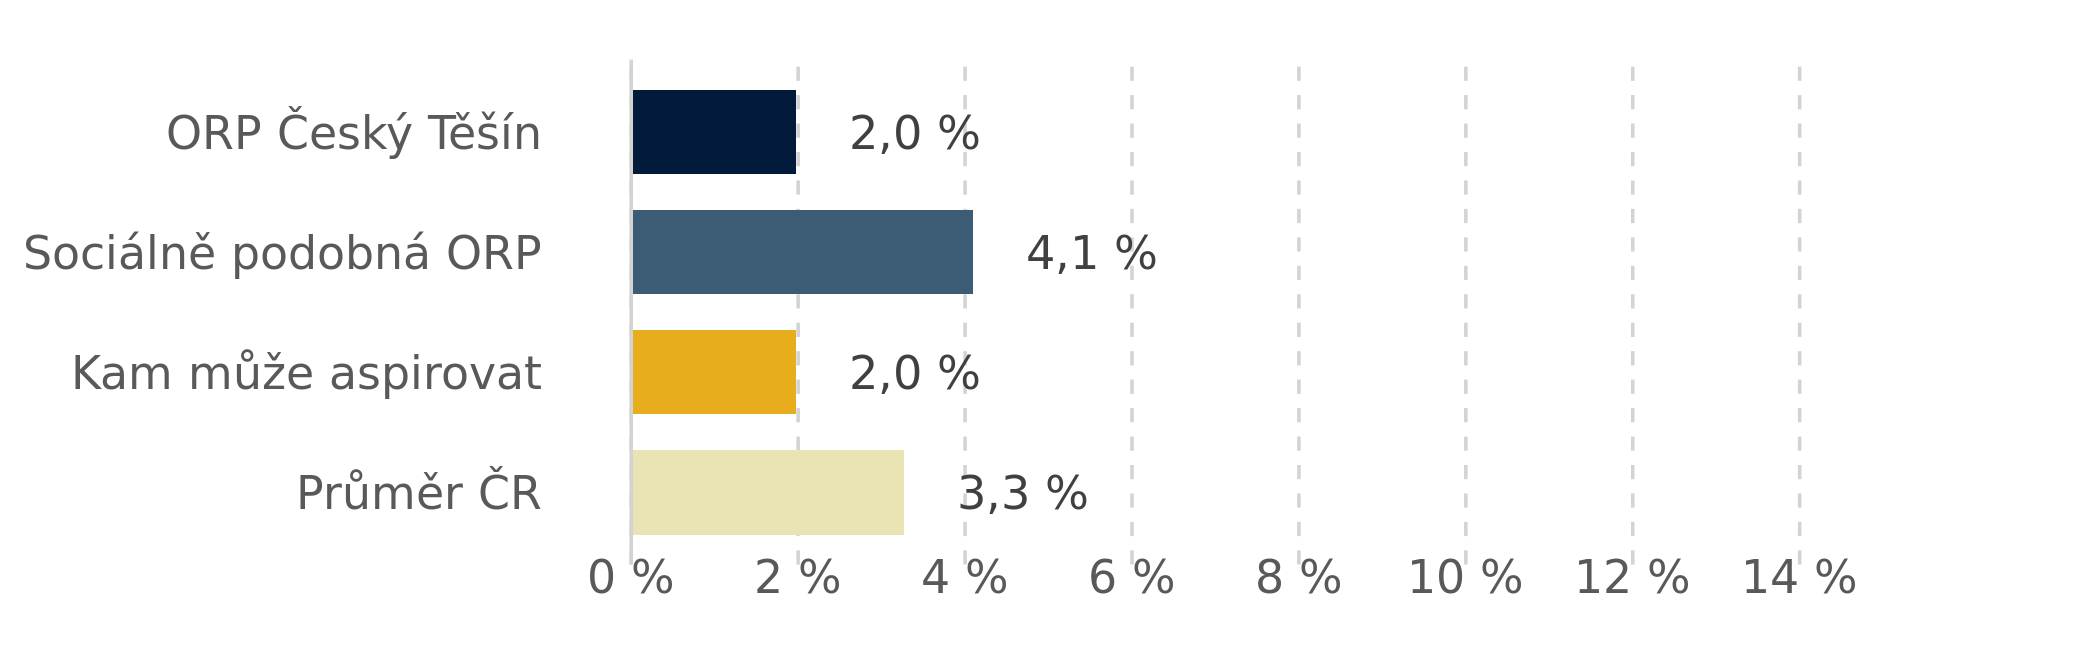 ORP Český Těšín 2,0 %
Sociálně podobná ORP 4,1 %
Kam může aspirovat 2,0 %
Průměr ČR 3,3 %
0 % 2 % 4 % 6 % 8 % 10 % 12 % 14 %